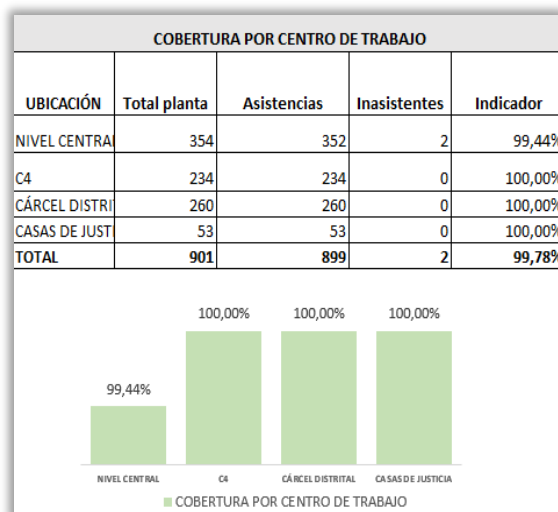 COBERTURA POR CENTRO DE TRABAJO
UBICACIÓN Total planta Asistencias Inasistentes Indicador
NIVEL CENTRAL 354 352 2 99,44%
C4 234 234 0 100,00%
CÁRCEL DISTRI 260 260 0 100,00%
CASAS DE JUSTI 53 53 0 100,00%
TOTAL 901 899 2 99,78%
100,00% 100,00% 100,00%
99,44%
NIVEL CENTRAL C4 CÁRCEL DISTRITAL CASAS DE JUSTICIA
COBERTURA POR CENTRO DE TRABAJO